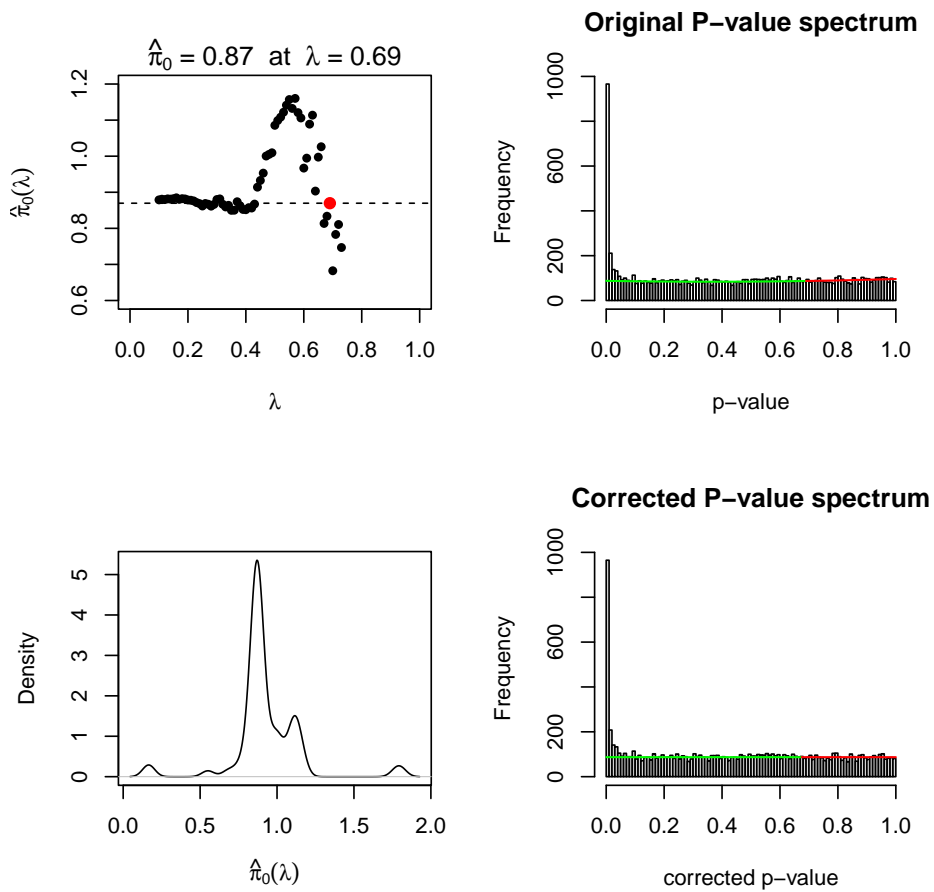 π̂₀ = 0.87 at λ = 0.69
π̂₀(λ)
1.2
1.0
0.8
0.6
0.0 0.2 0.4 0.6 0.8 1.0
λ
Original P−value spectrum
Frequency
1000
600
200
0
0.0 0.2 0.4 0.6 0.8 1.0
p−value
Density
5
4
3
2
1
0
0.0 0.5 1.0 1.5 2.0
π̂₀(λ)
Corrected P−value spectrum
Frequency
1000
600
200
0
0.0 0.2 0.4 0.6 0.8 1.0
corrected p−value